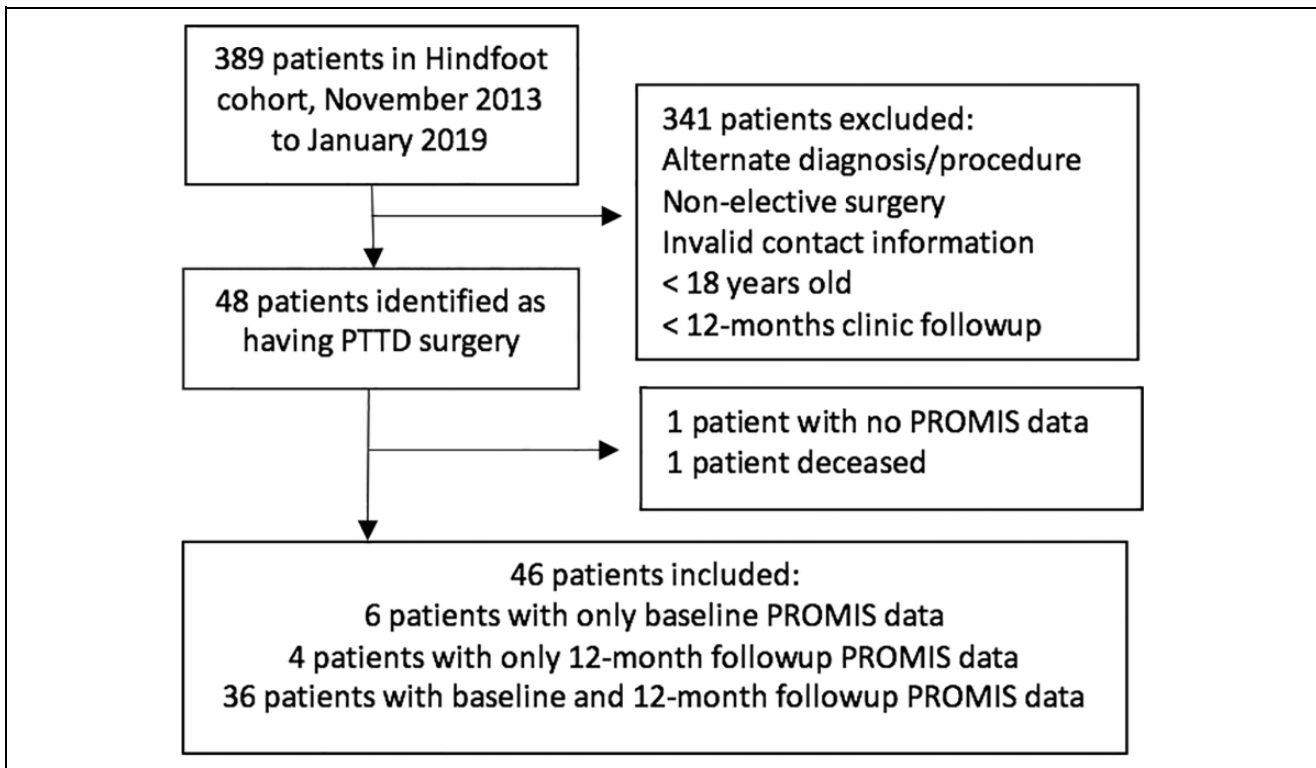 389 patients in Hindfoot
cohort, November 2013
to January 2019
341 patients excluded:
Alternate diagnosis/procedure
Non-elective surgery
Invalid contact information
< 18 years old
< 12-months clinic followup
48 patients identified as
having PTTD surgery
1 patient with no PROMIS data
1 patient deceased
46 patients included:
6 patients with only baseline PROMIS data
4 patients with only 12-month followup PROMIS data
36 patients with baseline and 12-month followup PROMIS data